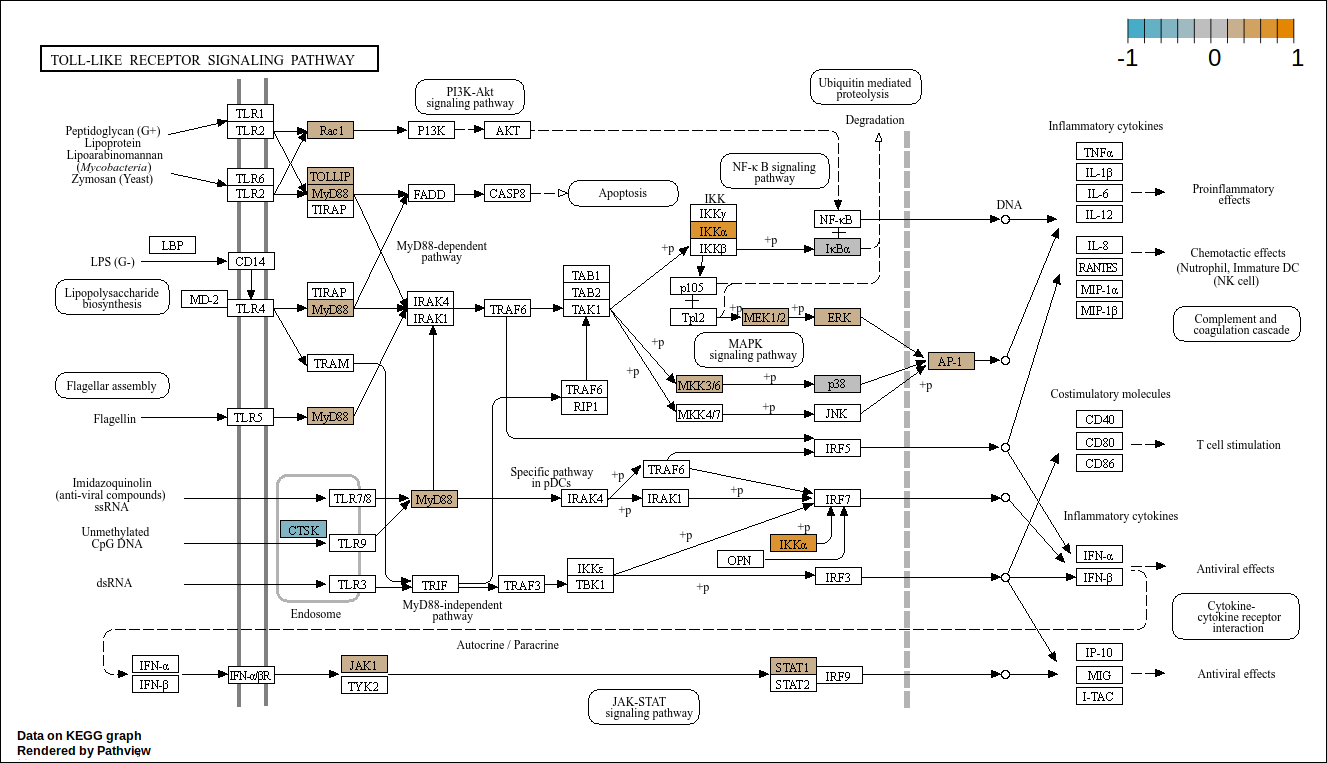 -1 0 1
TOLL-LIKE RECEPTOR SIGNALING PATHWAY
PI3K-Akt
signaling pathway
Ubiquitin mediated
proteolysis
Degradation
Inflammatory cytokines
Peptidoglycan (G+)
Lipoprotein
Lipoarabinomannan
(Mycobacteria)
Zymosan (Yeast)
TLR1
TLR2
Rac1
P13K
AKT
TLR6
TLR2
TOLLIP
MyD88
TIRAP
FADD
CASP8
Apoptosis
NF-κ B signaling
pathway
IKK
IKKγ
IKKα
IKKβ
+p
+p
NF-κB
IκBα
DNA
TNFα
IL-1β
IL-6
IL-12
Proinflammatory
effects
IL-8
RANTES
MIP-1α
MIP-1β
Chemotactic effects
(Nutrophil, Immature DC
(NK cell)
Complement and
coagulation cascade
LBP
LPS (G-)
CD14
MyD88-dependent
pathway
Lipopolysaccharide
biosynthesis
MD-2
TLR4
TIRAP
MyD88
IRAK4
IRAK1
TRAF6
TAB1
TAB2
TAK1
p105
Tpl2
+p
MEK1/2
+p
ERK
MAPK
signaling pathway
+p
+p
TRAM
MKK3/6
+p
p38
MKK4/7
+p
JNK
AP-1
+p
Flagellar assembly
Flagellin
TLR5
MyD88
TRAF6
RIP1
IRF5
Costimulatory molecules
CD40
CD80
CD86
T cell stimulation
Imidazoquinolin
(anti-viral compounds)
ssRNA
TLR7/8
MyD88
Specific pathway
in pDCs
IRAK4
+p
+p
TRAF6
IRAK1
+p
IRF7
Unmethylated
CpG DNA
CTSK
TLR9
+p
+p
IKKα
OPN
Inflammatory cytokines
IFN-α
IFN-β
Antiviral effects
dsRNA
TLR3
TRIF
TRAF3
IKKε
TBK1
+p
IRF3
Endosome
MyD88-independent
pathway
Cytokine-
cytokine receptor
interaction
Autocrine / Paracrine
IFN-α
IFN-β
IFN-α/βR
JAK1
TYK2
STAT1
STAT2
IRF9
IP-10
MIG
I-TAC
Antiviral effects
JAK-STAT
signaling pathway
Data on KEGG graph
Rendered by Pathview